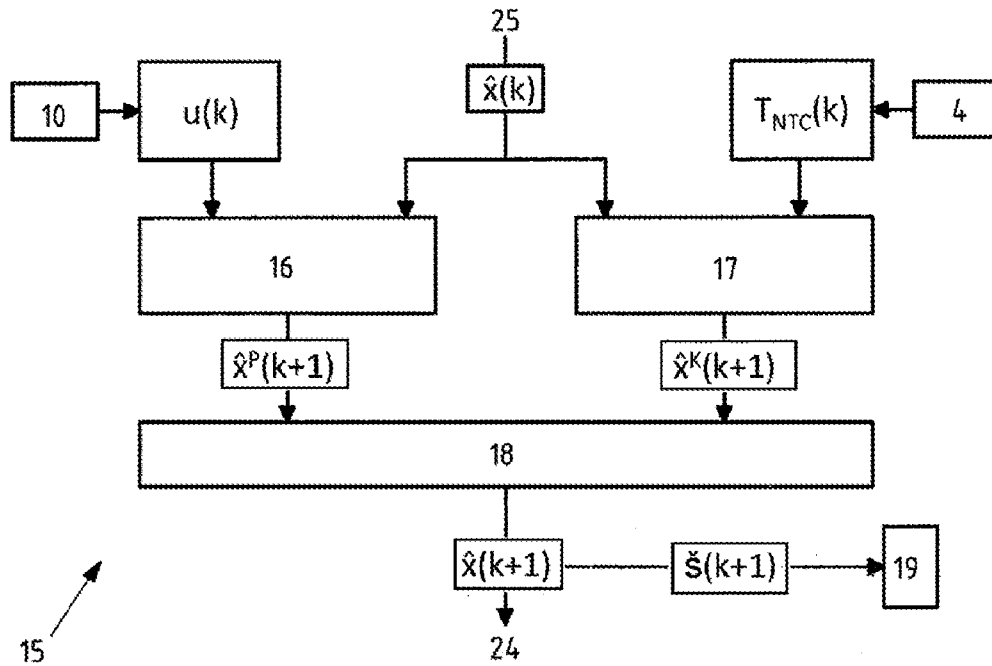 25
10
u(k)
x̂(k)
T_NTC(k)
4
16
17
x̂ᴾ(k+1)
x̂ᴷ(k+1)
18
x̂(k+1)
š(k+1)
19
15
24